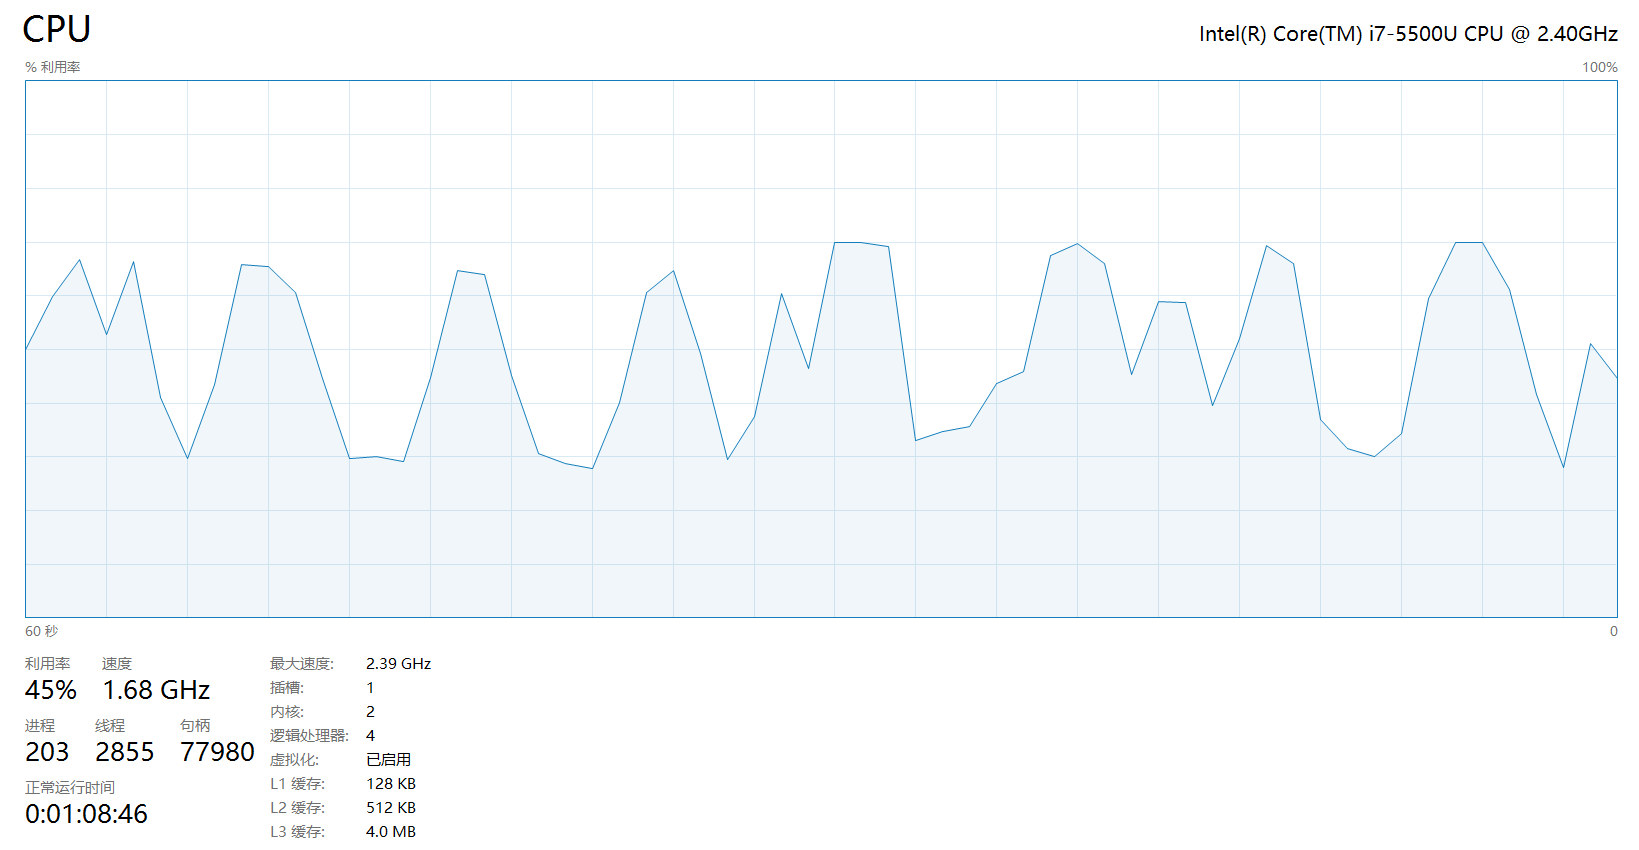 CPU
Intel(R) Core(TM) i7-5500U CPU @ 2.40GHz
% 利用率
100%
60 秒
0
利用率 速度
45% 1.68 GHz
进程 线程 句柄
203 2855 77980
正常运行时间
0:01:08:46
最大速度: 2.39 GHz
插槽: 1
内核: 2
逻辑处理器: 4
虚拟化: 已启用
L1 缓存: 128 KB
L2 缓存: 512 KB
L3 缓存: 4.0 MB